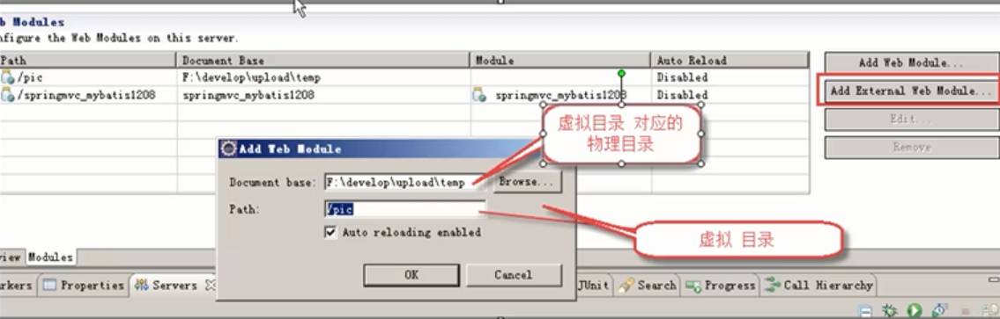 b Modules
nfigure the Web Modules on this server.
Path Document Base Module Auto Reload
/pic F:\develop\upload\temp Disabled
/springmvc_mybatis1208 springmvc_mybatis1208 springmvc_mybatis1208 Disabled
Add Web Module...
Add External Web Module...
Edit...
Remove
虚拟目录 对应的
物理目录
Add Web Module
Document base: F:\develop\upload\temp Browse...
Path: /pic
Auto reloading enabled
虚拟 目录
OK Cancel
view Modules
rkers Properties Servers JUnit Search Progress Call Hierarchy